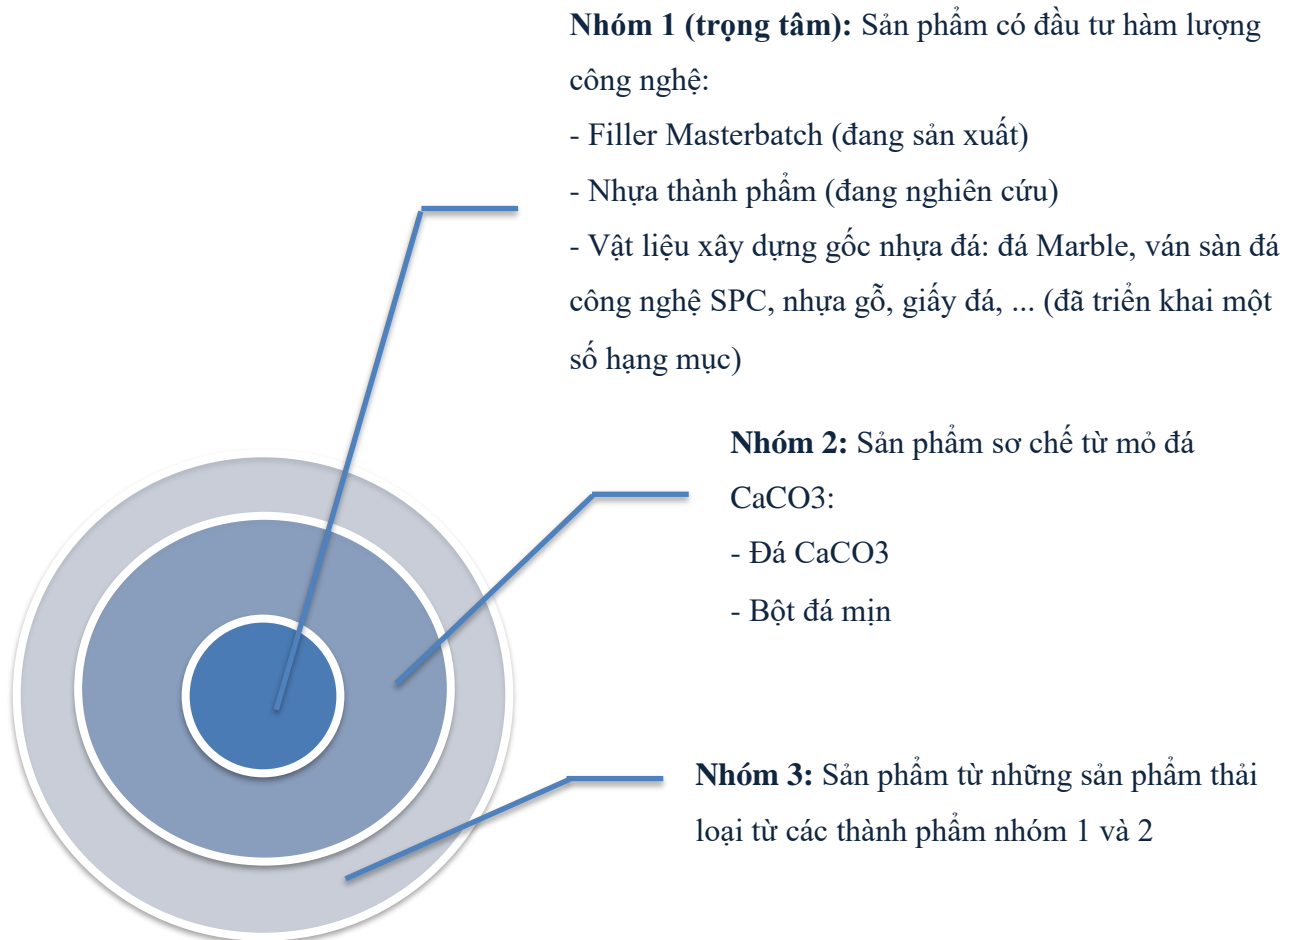 Nhóm 1 (trọng tâm): Sản phẩm có đầu tư hàm lượng
công nghệ:
- Filler Masterbatch (đang sản xuất)
- Nhựa thành phẩm (đang nghiên cứu)
- Vật liệu xây dựng gốc nhựa đá: đá Marble, ván sàn đá
công nghệ SPC, nhựa gỗ, giấy đá, ... (đã triển khai một
số hạng mục)
Nhóm 2: Sản phẩm sơ chế từ mỏ đá
CaCO3:
- Đá CaCO3
- Bột đá mịn
Nhóm 3: Sản phẩm từ những sản phẩm thải
loại từ các thành phẩm nhóm 1 và 2